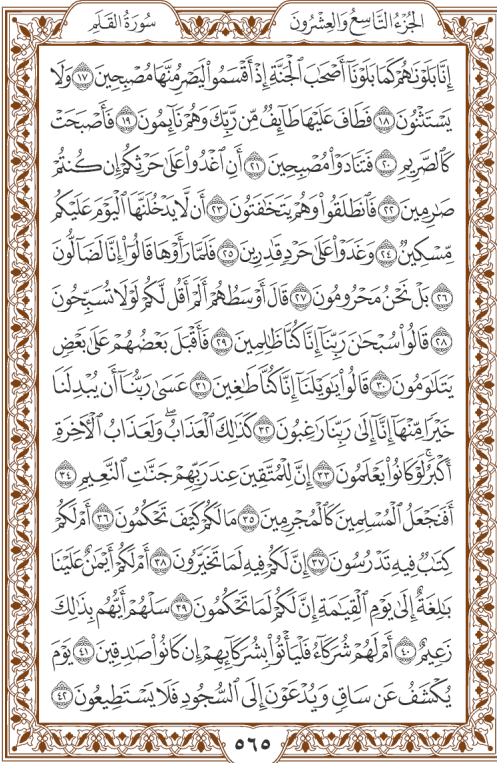 الجُزْءُ التَّاسِعُ وَالعِشْرُونَ
سُورَةُ القَلَمِ
إِنَّا بَلَوْنَٰهُمْ كَمَا بَلَوْنَآ أَصْحَٰبَ ٱلْجَنَّةِ إِذْ أَقْسَمُوا۟ لَيَصْرِمُنَّهَا مُصْبِحِينَ ١٧ وَلَا
يَسْتَثْنُونَ ١٨ فَطَافَ عَلَيْهَا طَآئِفٌ مِّن رَّبِّكَ وَهُمْ نَآئِمُونَ ١٩ فَأَصْبَحَتْ
كَٱلصَّرِيمِ ٢٠ فَتَنَادَوْا۟ مُصْبِحِينَ ٢١ أَنِ ٱغْدُوا۟ عَلَىٰ حَرْثِكُمْ إِن كُنتُمْ
صَٰرِمِينَ ٢٢ فَٱنطَلَقُوا۟ وَهُمْ يَتَخَٰفَتُونَ ٢٣ أَن لَّا يَدْخُلَنَّهَا ٱلْيَوْمَ عَلَيْكُم
مِّسْكِينٌ ٢٤ وَغَدَوْا۟ عَلَىٰ حَرْدٍ قَٰدِرِينَ ٢٥ فَلَمَّا رَأَوْهَا قَالُوٓا۟ إِنَّا لَضَآلُّونَ
٢٦ بَلْ نَحْنُ مَحْرُومُونَ ٢٧ قَالَ أَوْسَطُهُمْ أَلَمْ أَقُل لَّكُمْ لَوْلَا تُسَبِّحُونَ
٢٨ قَالُوا۟ سُبْحَٰنَ رَبِّنَآ إِنَّا كُنَّا ظَٰلِمِينَ ٢٩ فَأَقْبَلَ بَعْضُهُمْ عَلَىٰ بَعْضٍ
يَتَلَٰوَمُونَ ٣٠ قَالُوا۟ يَٰوَيْلَنَآ إِنَّا كُنَّا طَٰغِينَ ٣١ عَسَىٰ رَبُّنَآ أَن يُبْدِلَنَا
خَيْرًا مِّنْهَآ إِنَّآ إِلَىٰ رَبِّنَا رَٰغِبُونَ ٣٢ كَذَٰلِكَ ٱلْعَذَابُ ۖ وَلَعَذَابُ ٱلْءَاخِرَةِ
أَكْبَرُ ۚ لَوْ كَانُوا۟ يَعْلَمُونَ ٣٣ إِنَّ لِلْمُتَّقِينَ عِندَ رَبِّهِمْ جَنَّٰتِ ٱلنَّعِيمِ ٣٤
أَفَنَجْعَلُ ٱلْمُسْلِمِينَ كَٱلْمُجْرِمِينَ ٣٥ مَا لَكُمْ كَيْفَ تَحْكُمُونَ ٣٦ أَمْ لَكُمْ
كِتَٰبٌ فِيهِ تَدْرُسُونَ ٣٧ إِنَّ لَكُمْ فِيهِ لَمَا تَخَيَّرُونَ ٣٨ أَمْ لَكُمْ أَيْمَٰنٌ عَلَيْنَا
بَٰلِغَةٌ إِلَىٰ يَوْمِ ٱلْقِيَٰمَةِ إِنَّ لَكُمْ لَمَا تَحْكُمُونَ ٣٩ سَلْهُمْ أَيُّهُم بِذَٰلِكَ
زَعِيمٌ ٤٠ أَمْ لَهُمْ شُرَكَآءُ فَلْيَأْتُوا۟ بِشُرَكَآئِهِمْ إِن كَانُوا۟ صَٰدِقِينَ ٤١ يَوْمَ
يُكْشَفُ عَن سَاقٍ وَيُدْعَوْنَ إِلَى ٱلسُّجُودِ فَلَا يَسْتَطِيعُونَ ٤٢
٥٦٥